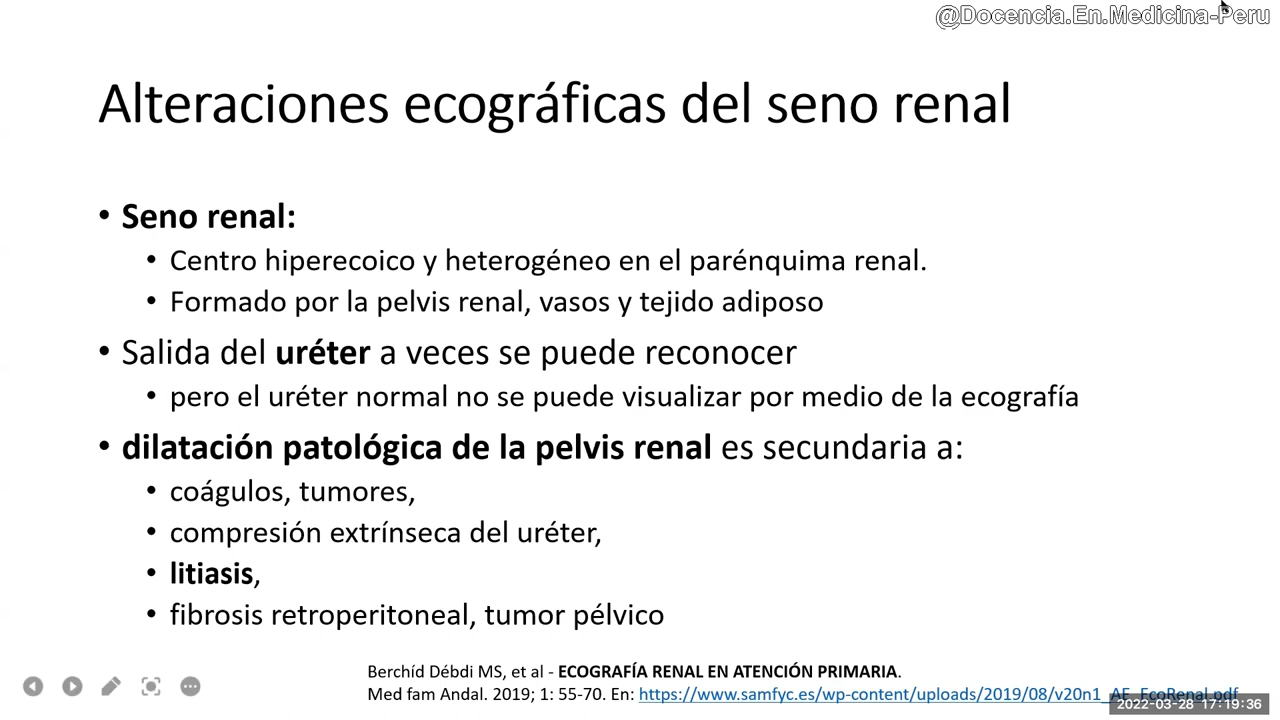 @Docencia.En.Medicina-Peru
Alteraciones ecográficas del seno renal
• Seno renal:
• Centro hiperecoico y heterogéneo en el parénquima renal.
• Formado por la pelvis renal, vasos y tejido adiposo
• Salida del uréter a veces se puede reconocer
• pero el uréter normal no se puede visualizar por medio de la ecografía
• dilatación patológica de la pelvis renal es secundaria a:
• coágulos, tumores,
• compresión extrínseca del uréter,
• litiasis,
• fibrosis retroperitoneal, tumor pélvico
Berchíd Débdi MS, et al - ECOGRAFÍA RENAL EN ATENCIÓN PRIMARIA.
Med fam Andal. 2019; 1: 55-70. En: https://www.samfyc.es/wp-content/uploads/2019/08/v20n1_AE_EcoRenal.pdf
2022-03-28 17:19:36